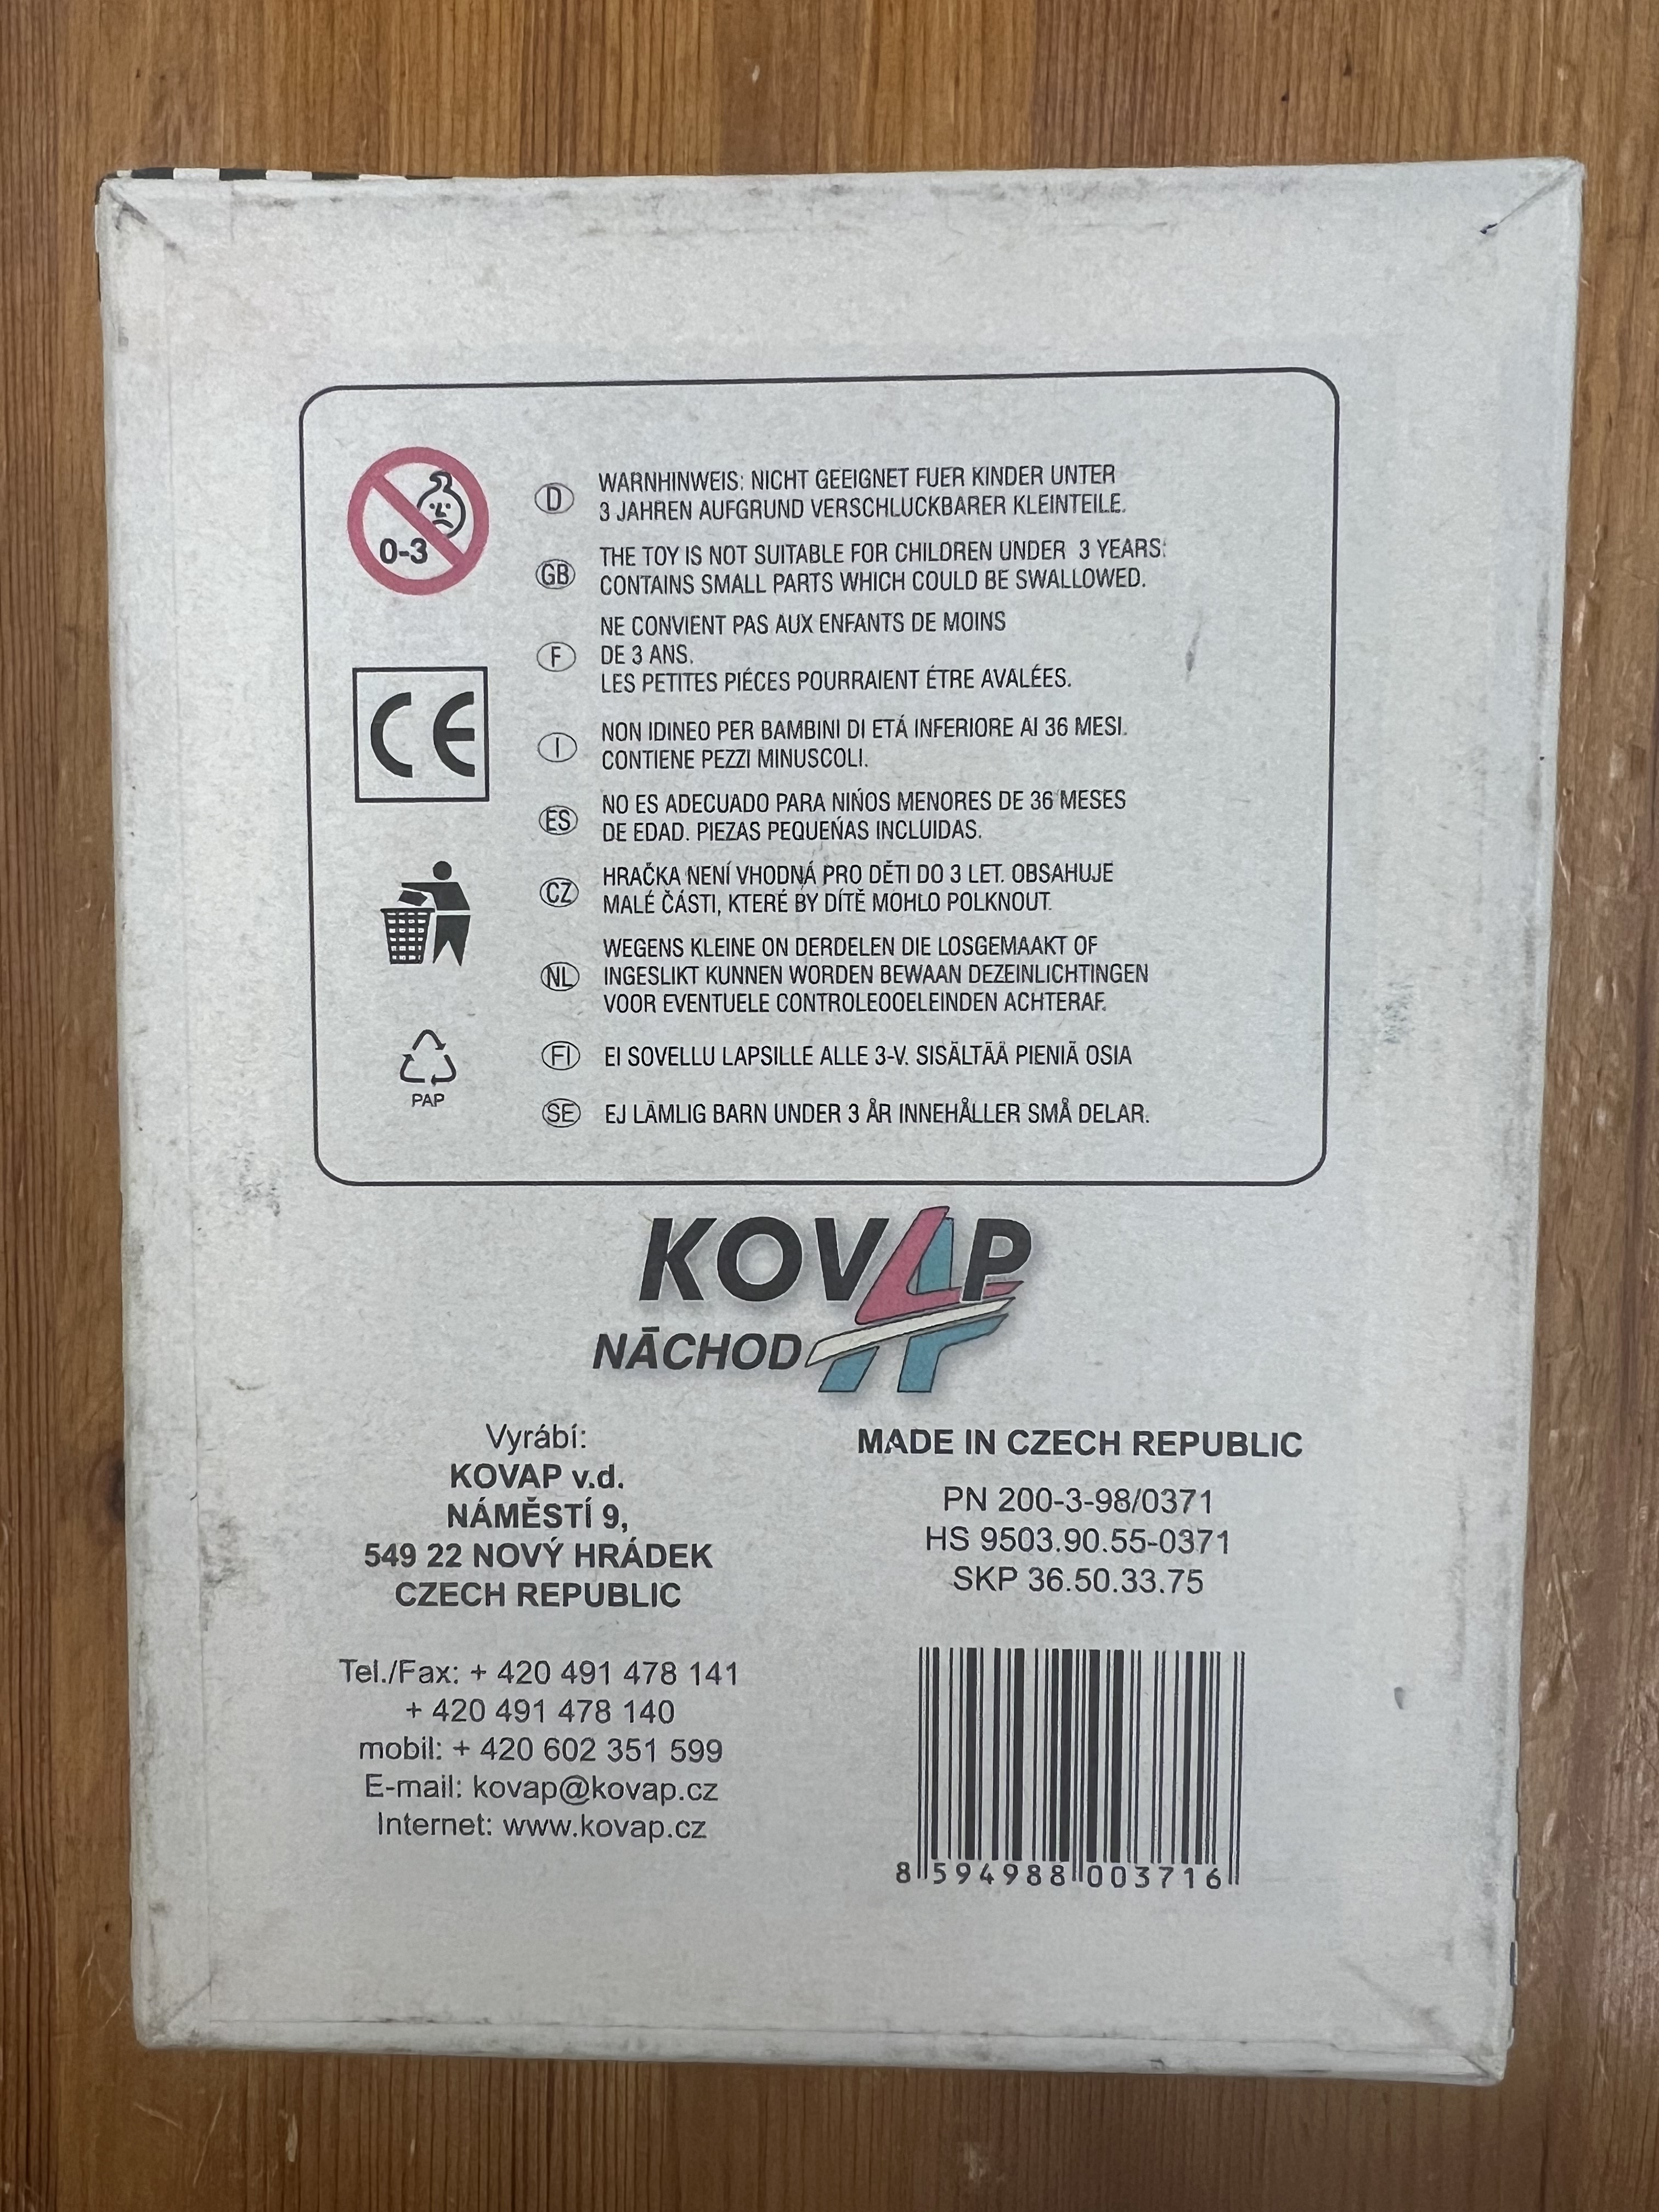 0-3
D WARNHINWEIS: NICHT GEEIGNET FUER KINDER UNTER
3 JAHREN AUFGRUND VERSCHLUCKBARER KLEINTEILE.
GB THE TOY IS NOT SUITABLE FOR CHILDREN UNDER 3 YEARS:
CONTAINS SMALL PARTS WHICH COULD BE SWALLOWED.
F NE CONVIENT PAS AUX ENFANTS DE MOINS
DE 3 ANS.
LES PETITES PIÉCES POURRAIENT ÉTRE AVALÉES.
CE
I NON IDINEO PER BAMBINI DI ETÁ INFERIORE AI 36 MESI.
CONTIENE PEZZI MINUSCOLI.
ES NO ES ADECUADO PARA NIŃOS MENORES DE 36 MESES
DE EDAD. PIEZAS PEQUEŃAS INCLUIDAS.
CZ HRAČKA NENÍ VHODNÁ PRO DĚTI DO 3 LET. OBSAHUJE
MALÉ ČÁSTI, KTERÉ BY DÍTĚ MOHLO POLKNOUT.
NL WEGENS KLEINE ON DERDELEN DIE LOSGEMAAKT OF
INGESLIKT KUNNEN WORDEN BEWAAN DEZEINLICHTINGEN
VOOR EVENTUELE CONTROLEOOELEINDEN ACHTERAF.
PAP
FI EI SOVELLU LAPSILLE ALLE 3-V. SISÄLTÄÄ PIENIÄ OSIA
SE EJ LÄMLIG BARN UNDER 3 ÅR INNEHÅLLER SMÅ DELAR.
KOVAP
NÁCHOD
Vyrábí:
KOVAP v.d.
NÁMĚSTÍ 9,
549 22 NOVÝ HRÁDEK
CZECH REPUBLIC
Tel./Fax: + 420 491 478 141
+ 420 491 478 140
mobil: + 420 602 351 599
E-mail: kovap@kovap.cz
Internet: www.kovap.cz
MADE IN CZECH REPUBLIC
PN 200-3-98/0371
HS 9503.90.55-0371
SKP 36.50.33.75
8 594988 003716